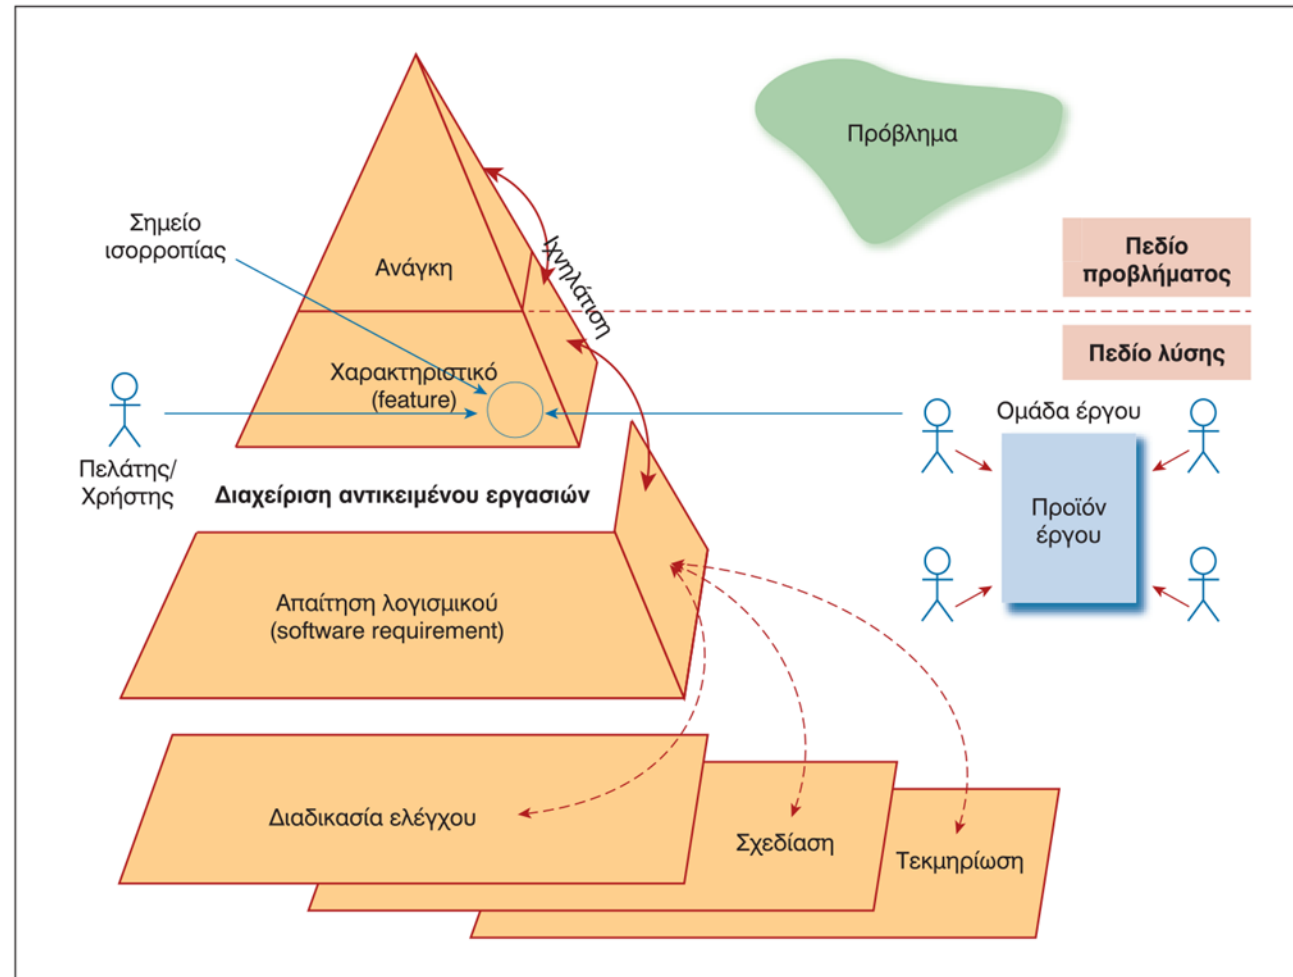 Πρόβλημα
Σημείο
ισορροπίας
Ανάγκη
Ιχνηλάτιση
Πεδίο
προβλήματος
Πεδίο λύσης
Χαρακτηριστικό
(feature)
Πελάτης/
Χρήστης
Ομάδα έργου
Προϊόν
έργου
Διαχείριση αντικειμένου εργασιών
Απαίτηση λογισμικού
(software requirement)
Διαδικασία ελέγχου
Σχεδίαση
Τεκμηρίωση